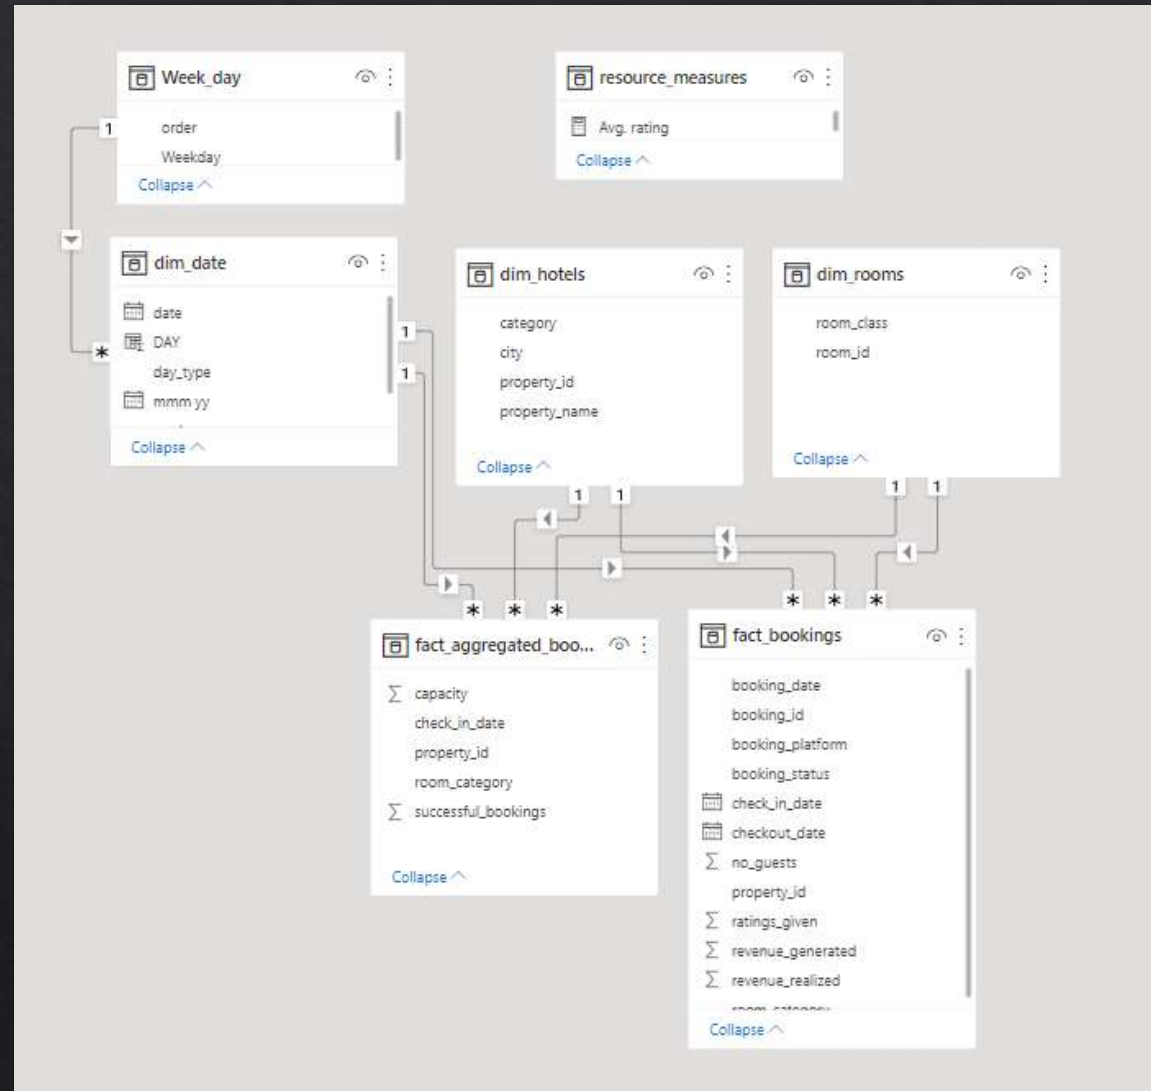 Week_day
order
Weekday
Collapse
resource_measures
Avg. rating
Collapse
1
dim_date
date
DAY
day_type
mmm yy
Collapse
*
1
1
dim_hotels
category
city
property_id
property_name
Collapse
1 1
dim_rooms
room_class
room_id
Collapse
1 1
* * *
fact_aggregated_boo...
capacity
check_in_date
property_id
room_category
successful_bookings
Collapse
* * *
fact_bookings
booking_date
booking_id
booking_platform
booking_status
check_in_date
checkout_date
no_guests
property_id
ratings_given
revenue_generated
revenue_realized
room_category
Collapse